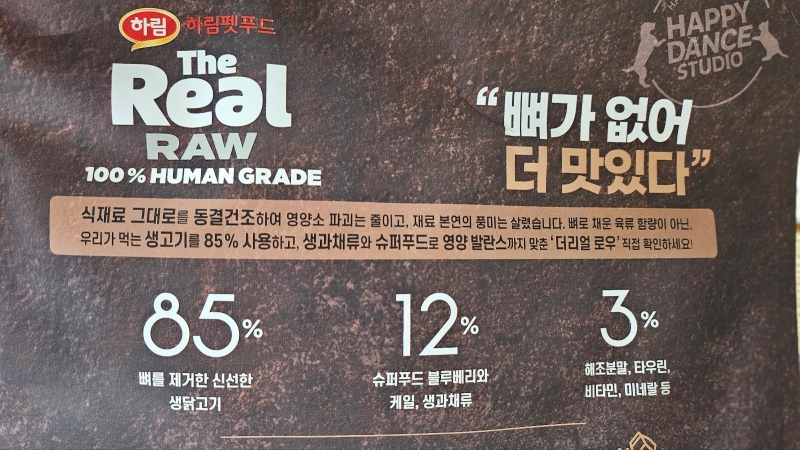 하림 하림펫푸드
HAPPY
DANCE
STUDIO
The
Real
RAW
100% HUMAN GRADE
“뼈가 없어
더 맛있다”
식재료 그대로를 동결건조하여 영양소 파괴는 줄이고, 재료 본연의 풍미는 살렸습니다. 뼈로 채운 육류 함량이 아닌,
우리가 먹는 생고기를 85% 사용하고, 생과채류와 슈퍼푸드로 영양 발란스까지 맞춘 ‘더리얼 로우’ 직접 확인하세요!
85%
뼈를 제거한 신선한
생닭고기
12%
슈퍼푸드 블루베리와
케일, 생과채류
3%
해조분말, 타우린,
비타민, 미네랄 등